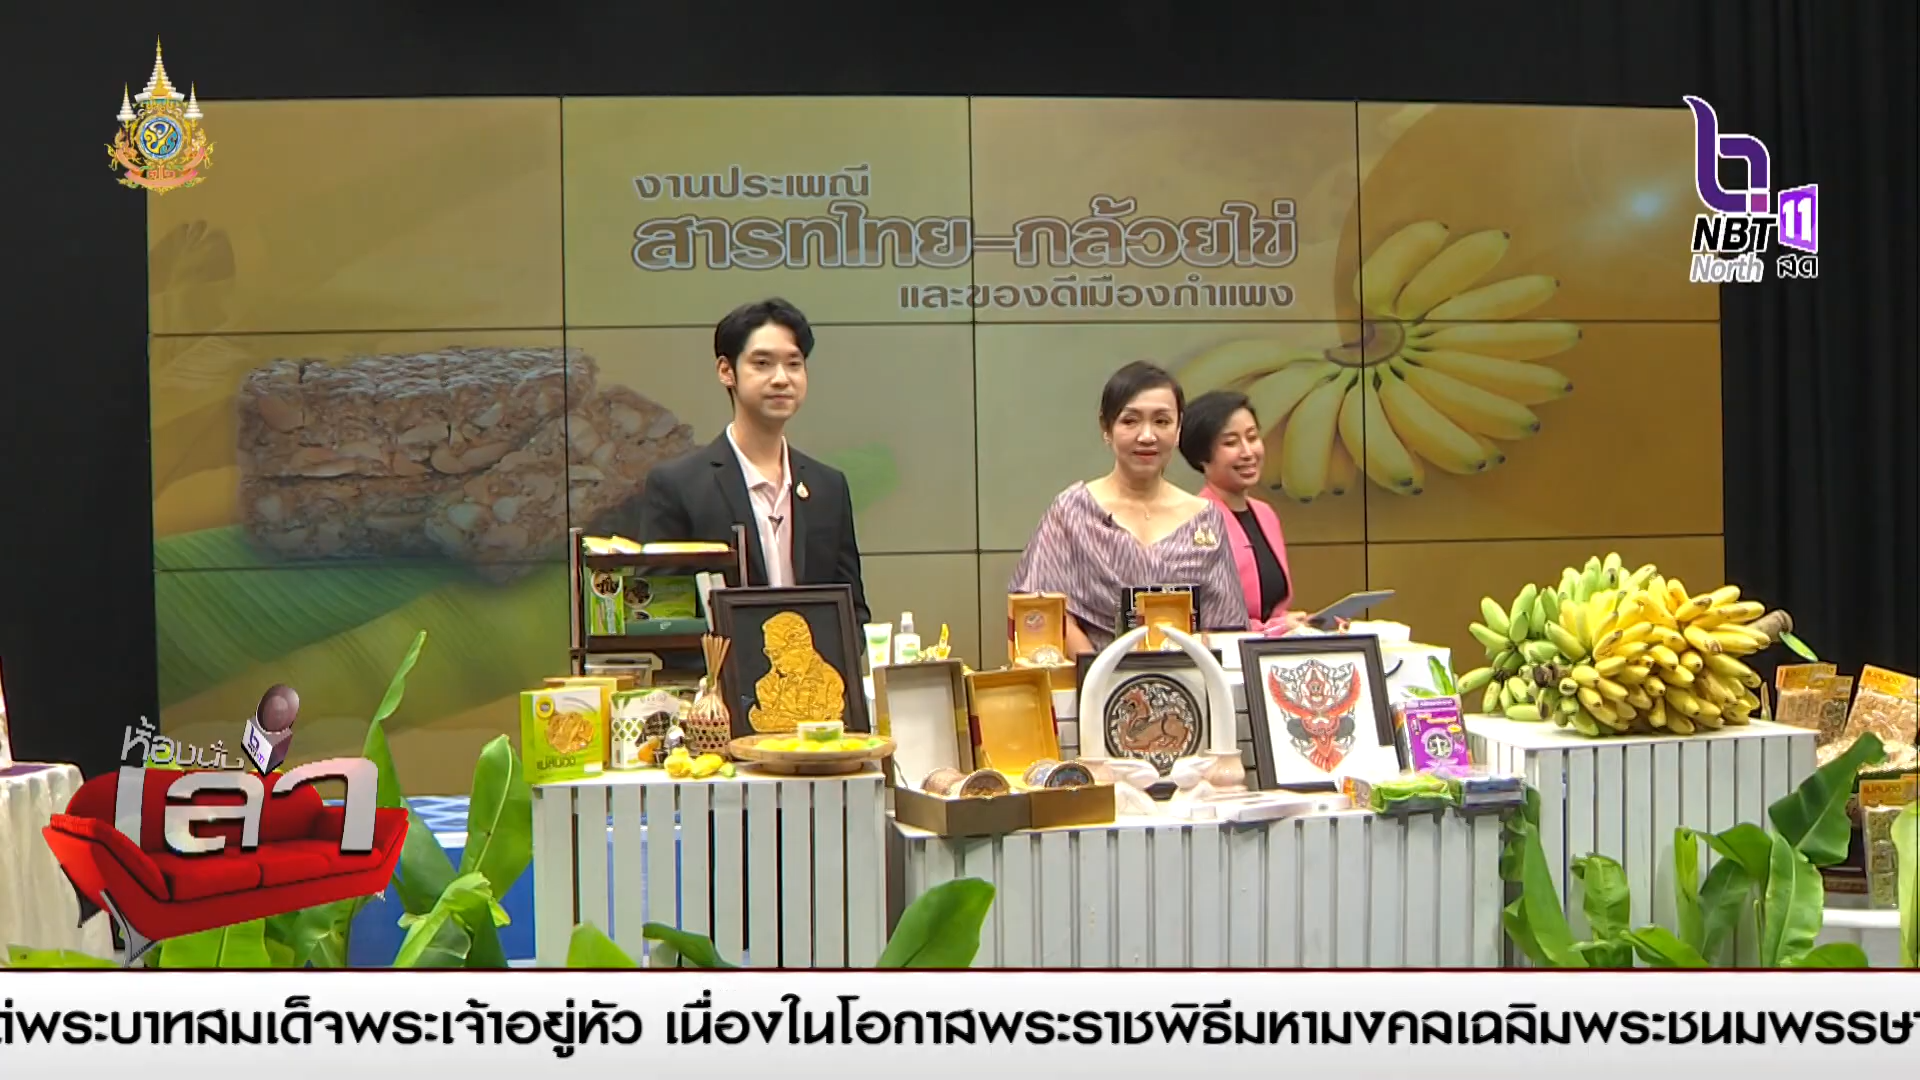 งานประเพณี
สารทไทย–กล้วยไข่
และของดีเมืองกำแพง
NBT 11
North สด
ห้องนั้น
เล่า
พระบาทสมเด็จพระเจ้าอยู่หัว เนื่องในโอกาสพระราชพิธีมหามงคลเฉลิมพระชนมพรรษา